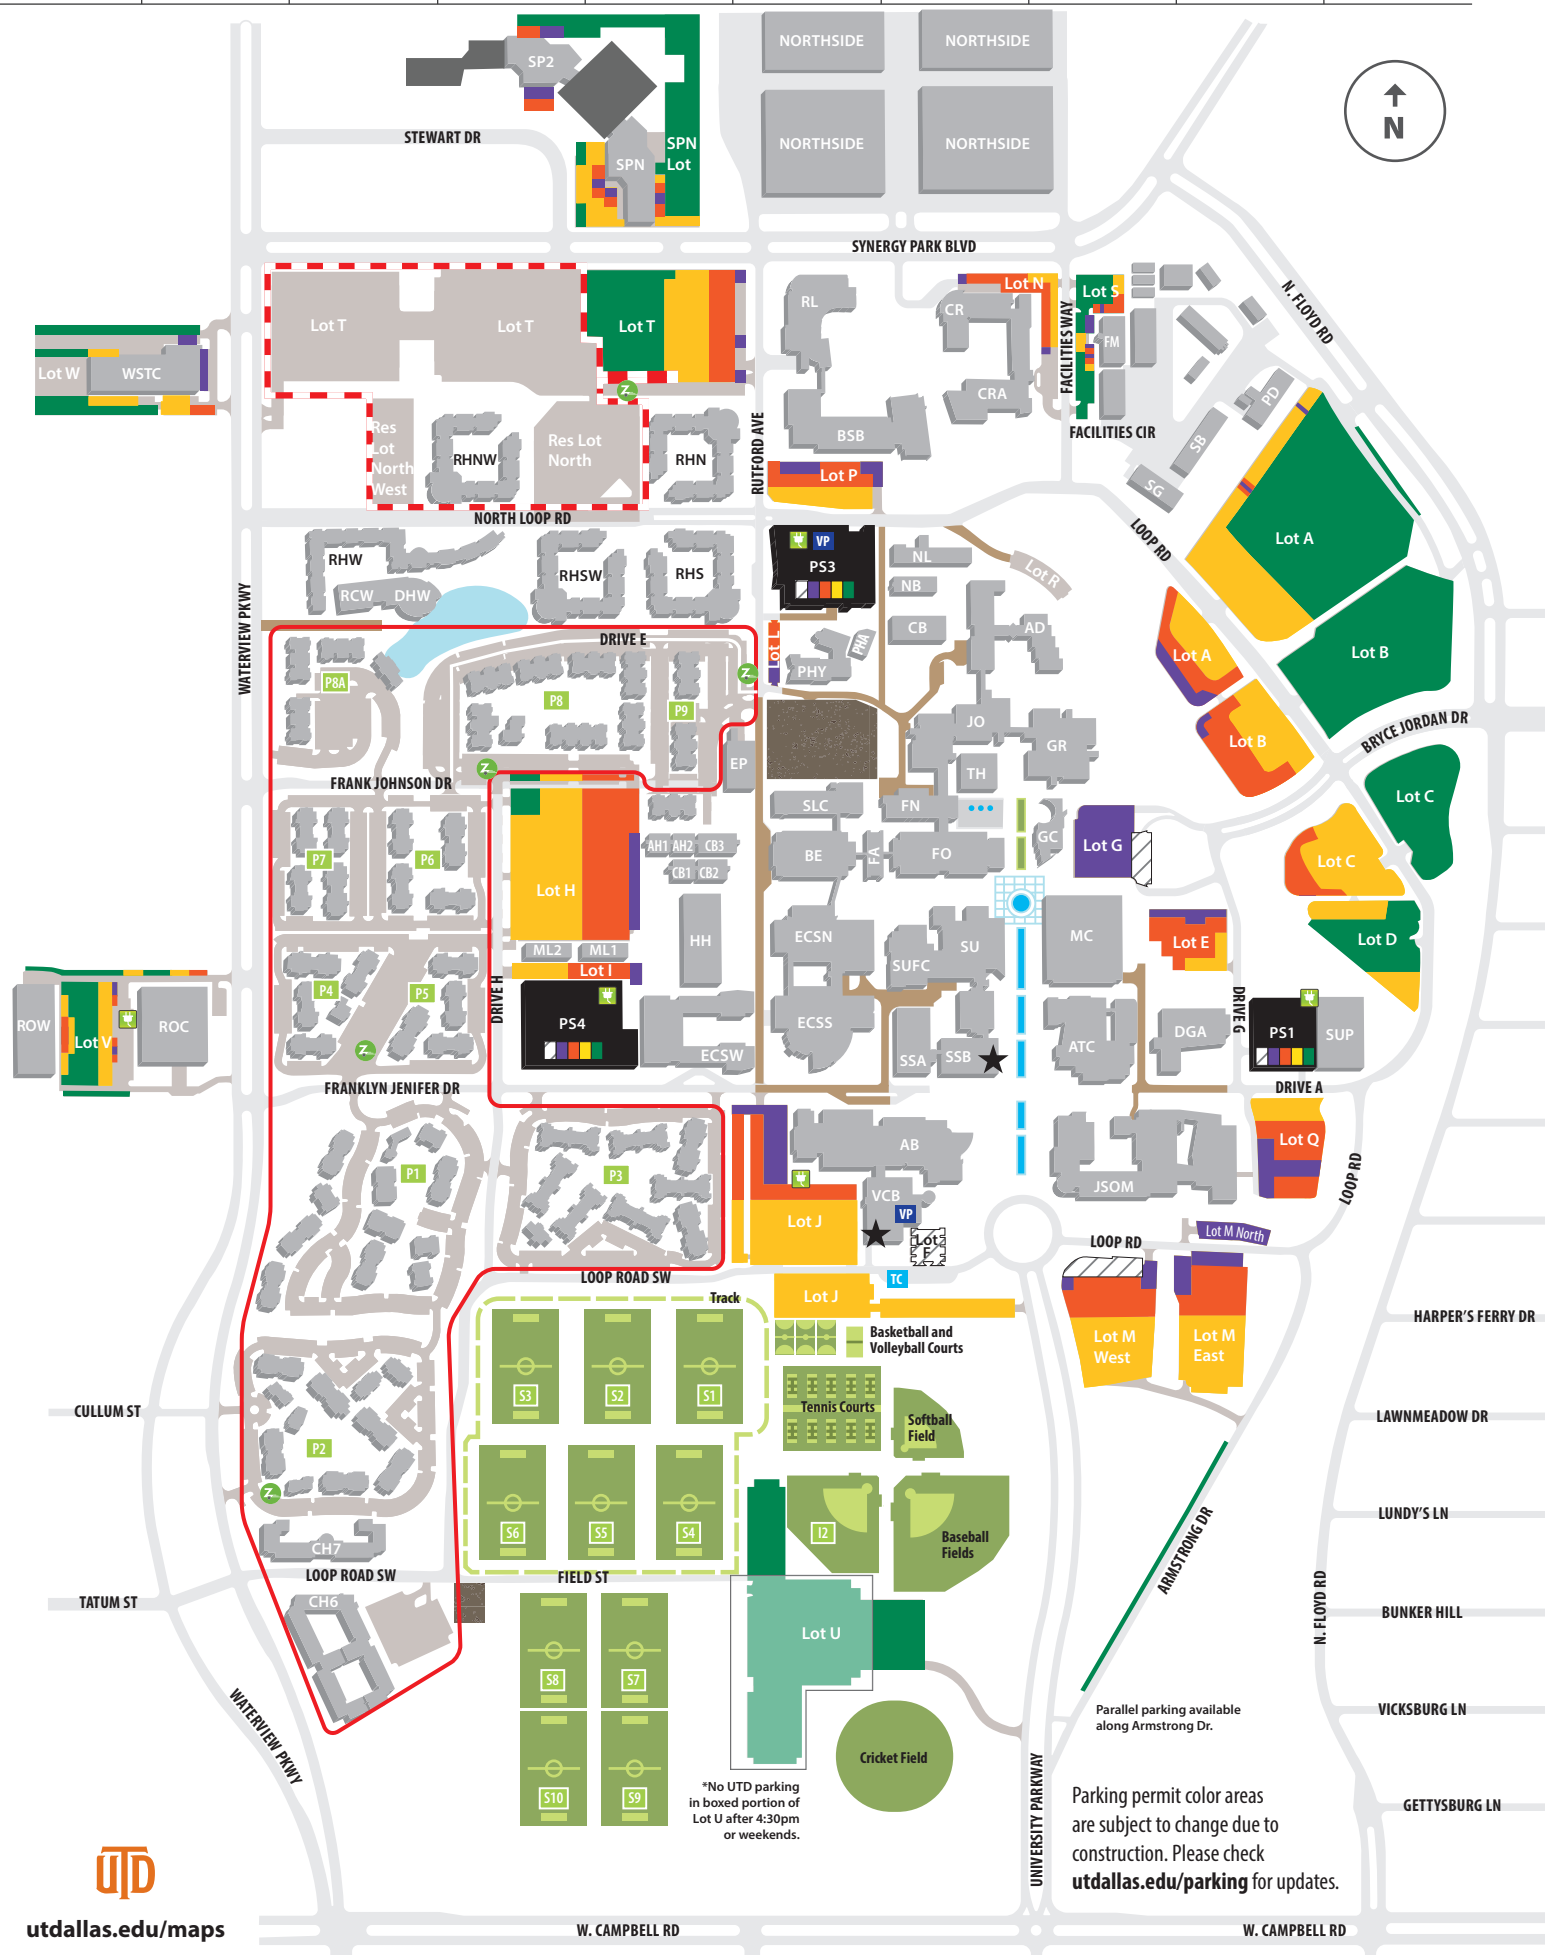 NORTHSIDE
NORTHSIDE
SP2
N
STEWART DR
SPN
Lot
SPN
NORTHSIDE
NORTHSIDE
SYNERGY PARK BLVD
N. FLOYD RD
Lot T
Lot T
Lot T
RL
CR
Lot N
Lot S
FACILITIES WAY
FM
Lot W
WSTC
Z
CRA
PD
Res
Lot
North
West
RHNW
Res Lot
North
RHN
RUTFORD AVE
BSB
FACILITIES CIR
SB
SG
Lot P
NORTH LOOP RD
LOOP RD
Lot A
VP
PS3
RHW
RCW
DHW
RHSW
RHS
NL
NB
Lot R
CB
AD
WATERVIEW PKWY
DRIVE E
Lot L
PHA
PHY
Lot A
Lot B
P8A
P8
P9
Z
JO
GR
Lot B
BRYCE JORDAN DR
EP
TH
Z
FRANK JOHNSON DR
SLC
FN
Lot C
P7
P6
AH1
AH2
CB3
CB1
CB2
BE
FA
FO
GC
Lot G
Lot C
Lot H
HH
ECSN
SU
SUFC
MC
Lot E
Lot D
ML2
ML1
Lot I
P4
P5
DRIVE H
ROW
Lot V
ROC
Z
PS4
ECSW
ECSS
SSA
SSB
ATC
DGA
DRIVE G
PS1
SUP
FRANKLYN JENIFER DR
DRIVE A
P1
P3
AB
Lot Q
VCB
VP
JSOM
LOOP RD
Lot J
Lot
F
Lot M North
LOOP RD
TC
LOOP ROAD SW
Track
Lot J
Basketball and
Volleyball Courts
Lot M
West
Lot M
East
HARPER'S FERRY DR
S3
S2
S1
Tennis Courts
Softball
Field
CULLUM ST
LAWNMEADOW DR
P2
Z
S6
S5
S4
I2
Baseball
Fields
ARMSTRONG DR
LUNDY'S LN
CH7
LOOP ROAD SW
FIELD ST
TATUM ST
CH6
Lot U
N. FLOYD RD
BUNKER HILL
S8
S7
WATERVIEW PKWY
Parallel parking available
along Armstrong Dr.
VICKSBURG LN
Cricket Field
S10
S9
*No UTD parking
in boxed portion of
Lot U after 4:30pm
or weekends.
UNIVERSITY PARKWAY
Parking permit color areas
are subject to change due to
construction. Please check
utdallas.edu/parking for updates.
GETTYSBURG LN
UTD
utdallas.edu/maps
W. CAMPBELL RD
W. CAMPBELL RD